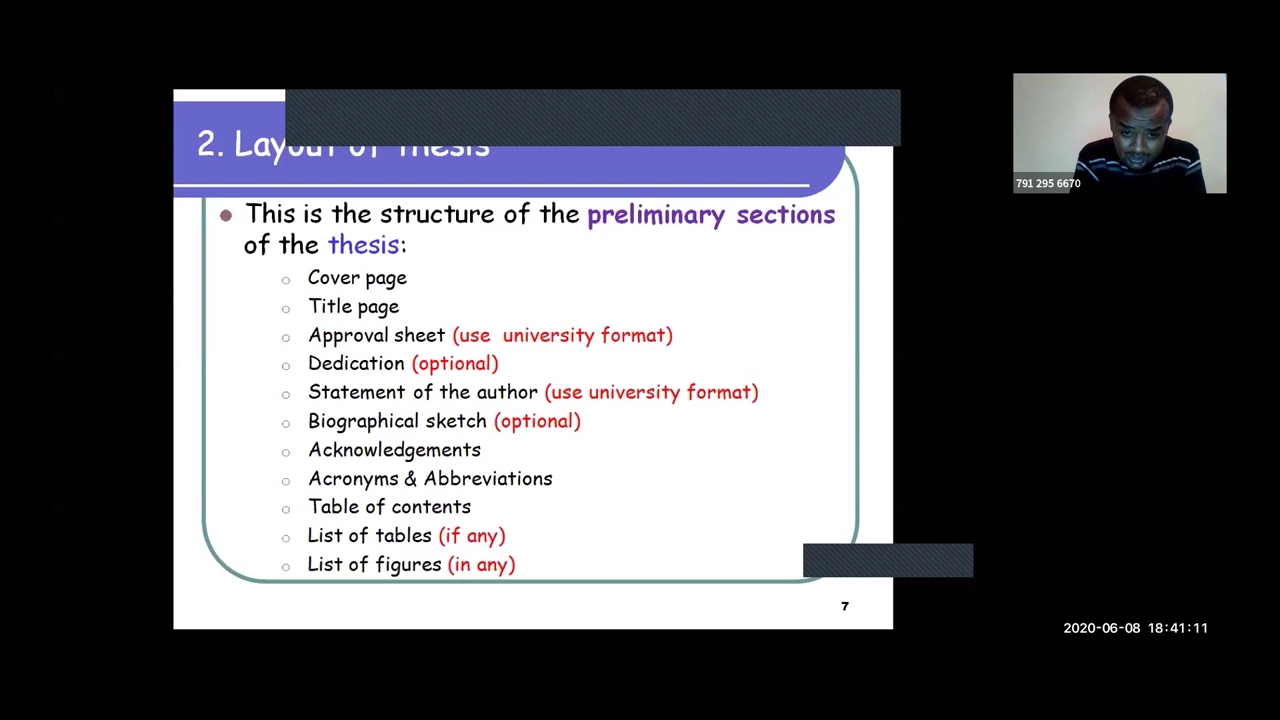 2. Layout of thesis
This is the structure of the preliminary sections
of the thesis:
Cover page
Title page
Approval sheet (use university format)
Dedication (optional)
Statement of the author (use university format)
Biographical sketch (optional)
Acknowledgements
Acronyms & Abbreviations
Table of contents
List of tables (if any)
List of figures (in any)
7
791 295 6670
2020-06-08 18:41:11